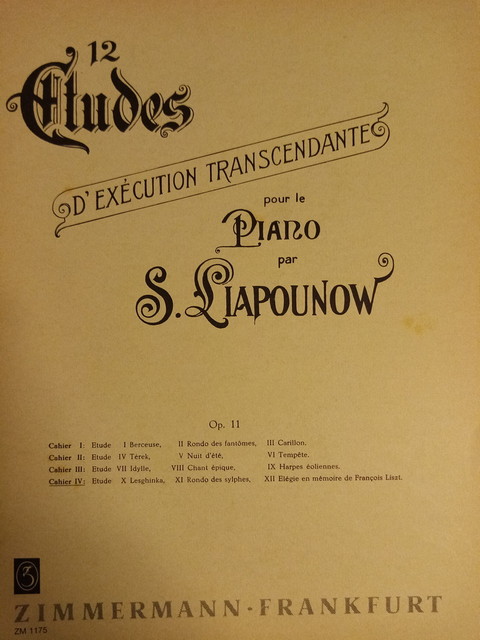 12
Etudes
D'EXÉCUTION TRANSCENDANTE
pour le
PIANO
par
S. LIAPOUNOW
Op. 11
Cahier I: Etude I Berceuse, II Rondo des fantômes, III Carillon.
Cahier II: Etude IV Térek, V Nuit d'été, VI Tempête.
Cahier III: Etude VII Idylle, VIII Chant épique, IX Harpes éoliennes.
Cahier IV: Etude X Lesghinka, XI Rondo des sylphes, XII Elégie en mémoire de François Liszt.
Z
ZIMMERMANN · FRANKFURT
ZM 1175